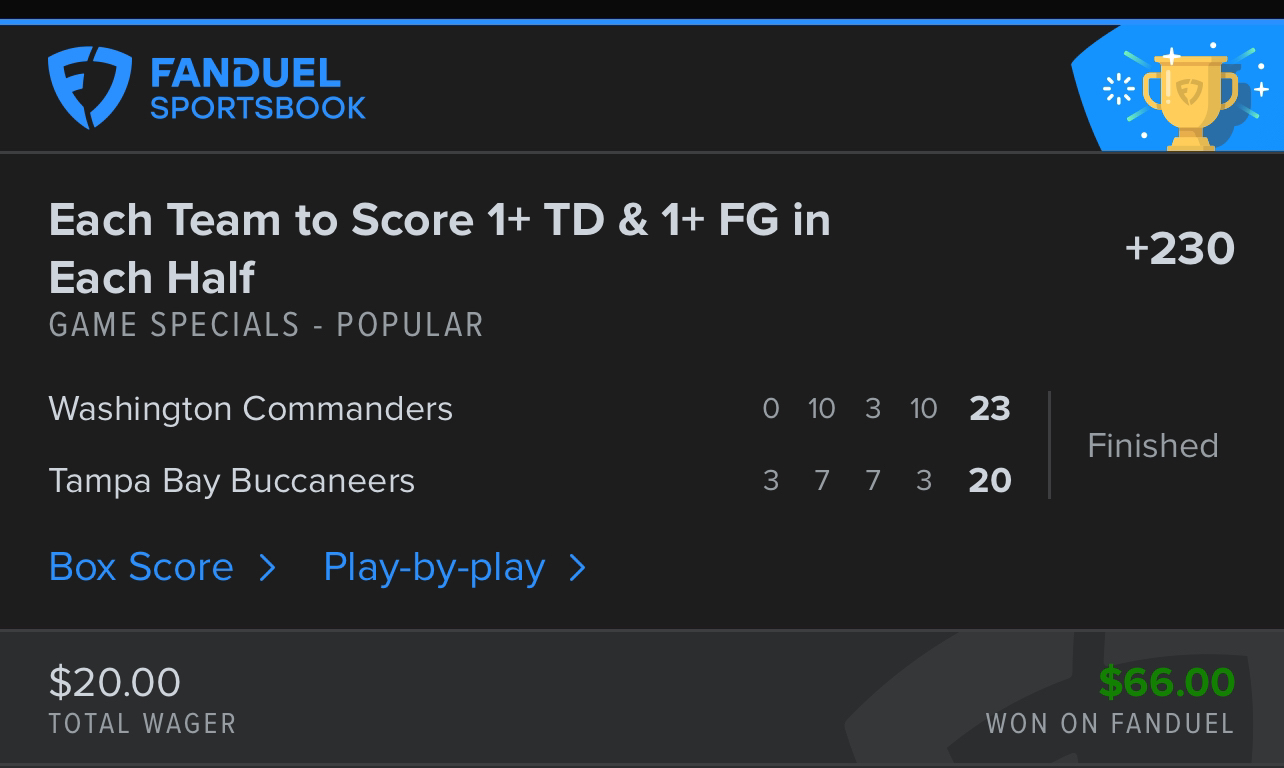 FANDUEL
SPORTSBOOK
Each Team to Score 1+ TD & 1+ FG in
Each Half
+230
GAME SPECIALS - POPULAR
Washington Commanders 0 10 3 10 23
Finished
Tampa Bay Buccaneers 3 7 7 3 20
Box Score > Play-by-play >
$20.00 $66.00
TOTAL WAGER WON ON FANDUEL